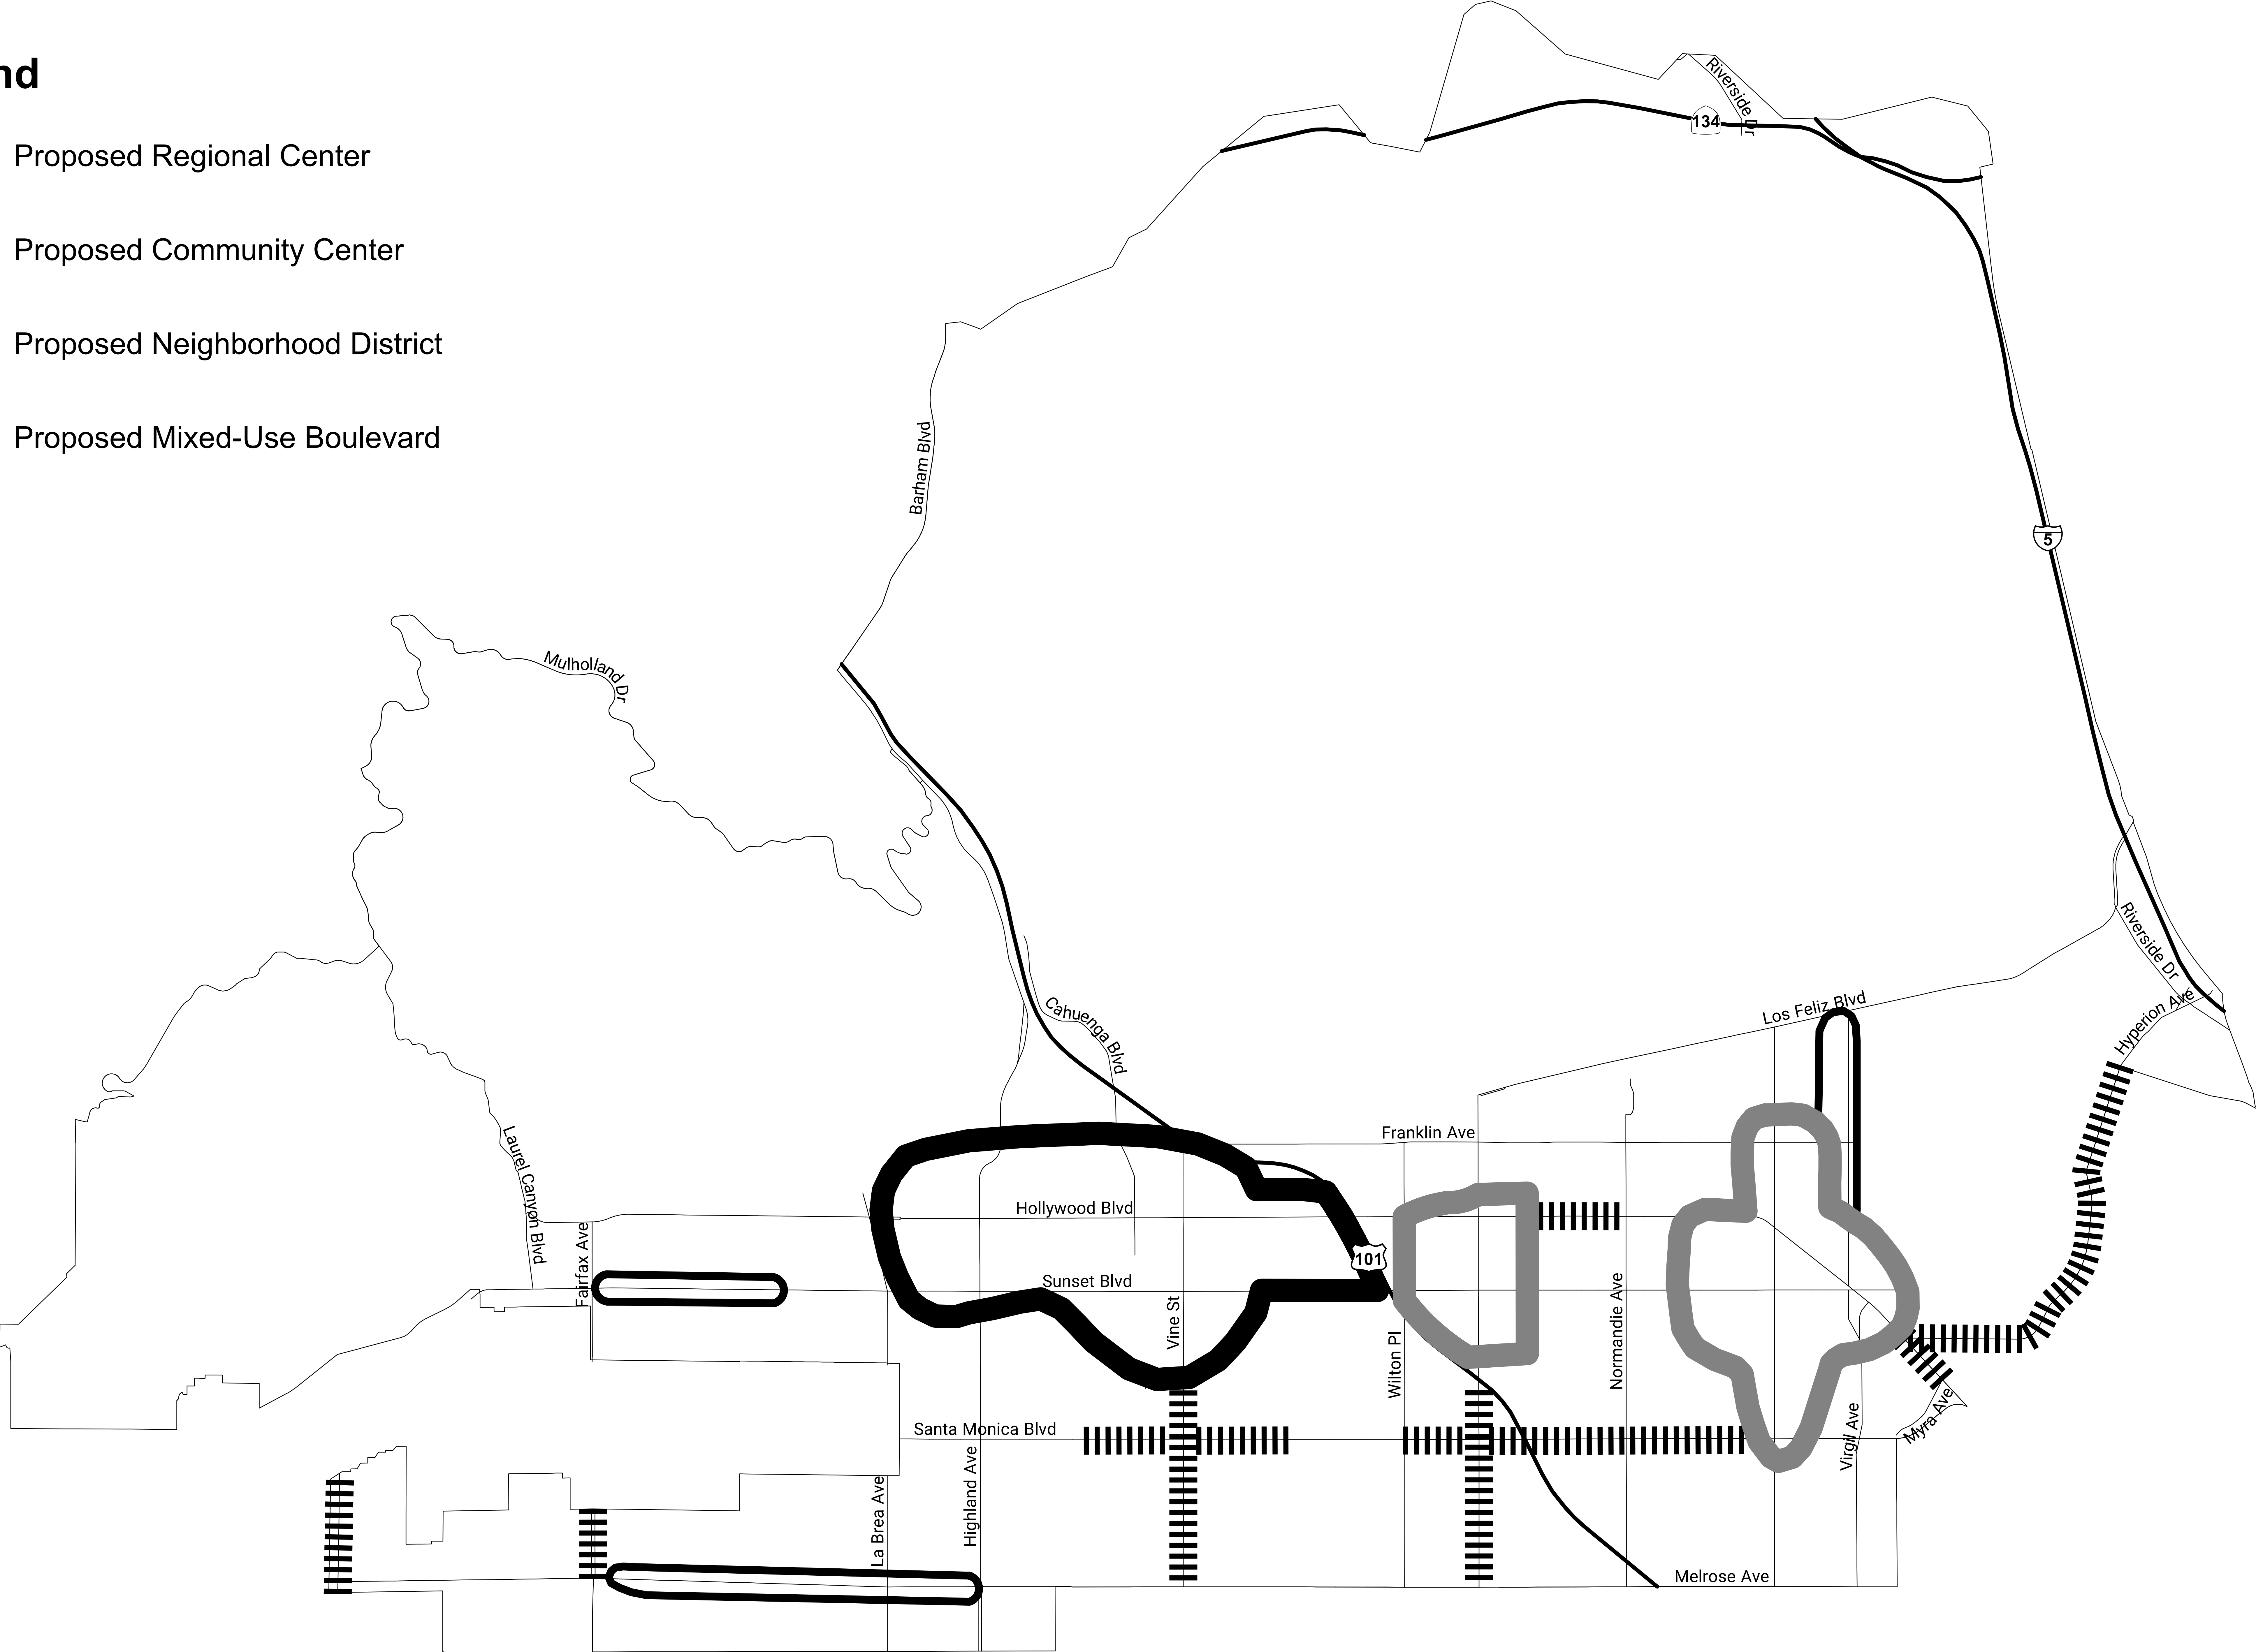 nd
Proposed Regional Center
Proposed Community Center
Proposed Neighborhood District
Proposed Mixed-Use Boulevard
Riverside Dr
134
Barham Blvd
5
Mulholland Dr
Riverside Dr
Los Feliz Blvd
Hyperion Ave
Cahuenga Blvd
Laurel Canyon Blvd
Franklin Ave
Hollywood Blvd
Fairfax Ave
101
Sunset Blvd
Vine St
Wilton Pl
Normandie Ave
Santa Monica Blvd
Highland Ave
La Brea Ave
Virgil Ave
Myra Ave
Melrose Ave